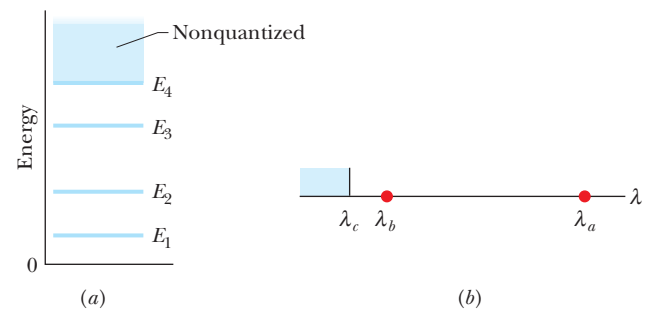 Nonquantized
E4
E3
Energy
E2
E1
0
(a)
λ
λc λb λa
(b)